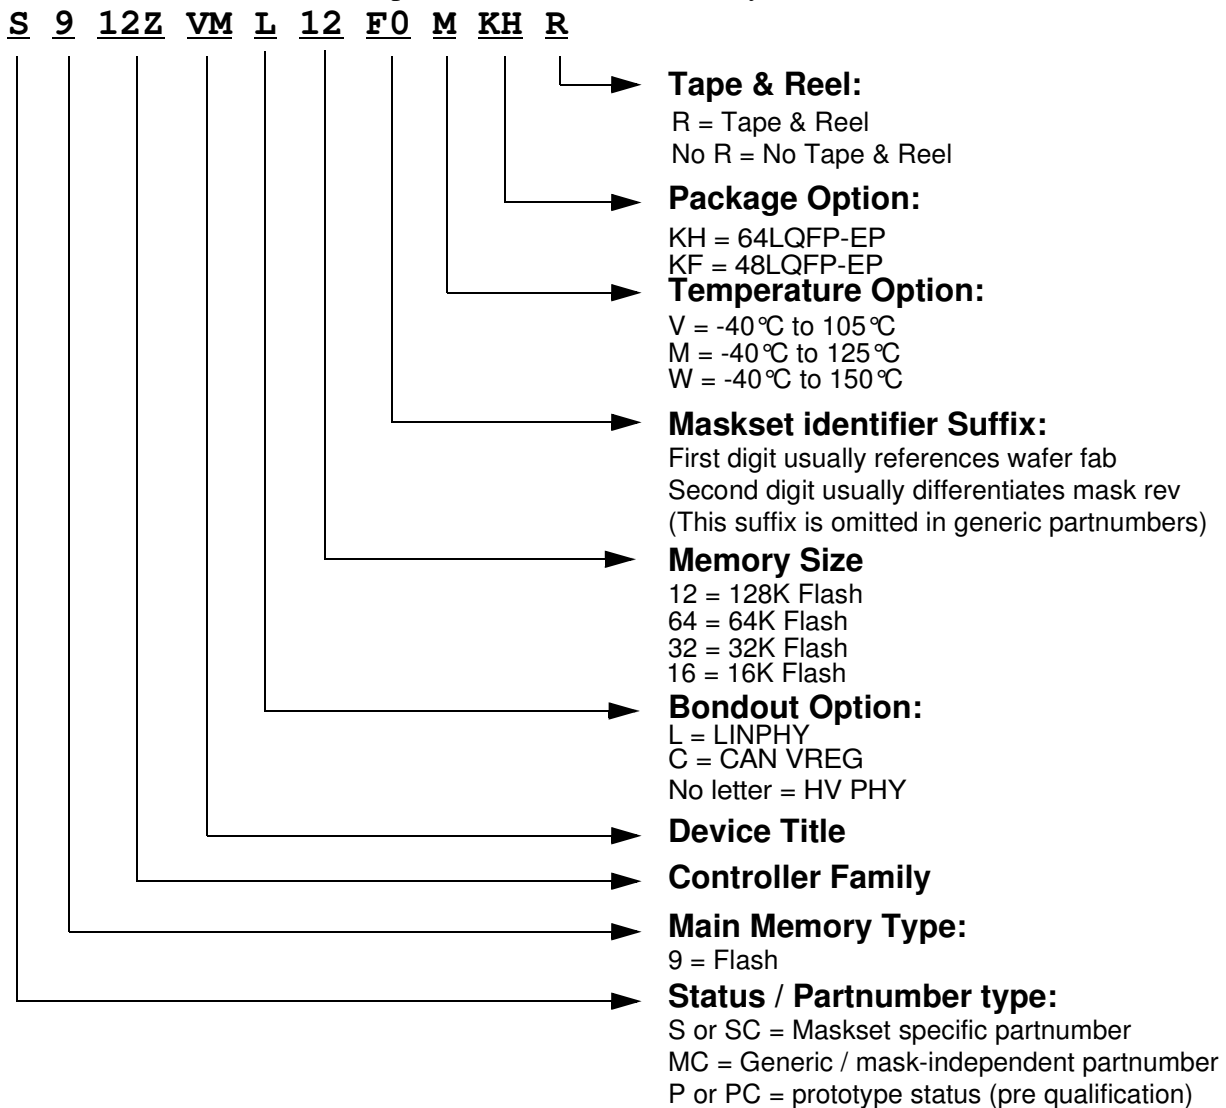 S 9 12Z VM L 12 F0 M KH R
Tape & Reel:
R = Tape & Reel
No R = No Tape & Reel
Package Option:
KH = 64LQFP-EP
KF = 48LQFP-EP
Temperature Option:
V = -40°C to 105°C
M = -40°C to 125°C
W = -40°C to 150°C
Maskset identifier Suffix:
First digit usually references wafer fab
Second digit usually differentiates mask rev
(This suffix is omitted in generic partnumbers)
Memory Size
12 = 128K Flash
64 = 64K Flash
32 = 32K Flash
16 = 16K Flash
Bondout Option:
L = LINPHY
C = CAN VREG
No letter = HV PHY
Device Title
Controller Family
Main Memory Type:
9 = Flash
Status / Partnumber type:
S or SC = Maskset specific partnumber
MC = Generic / mask-independent partnumber
P or PC = prototype status (pre qualification)